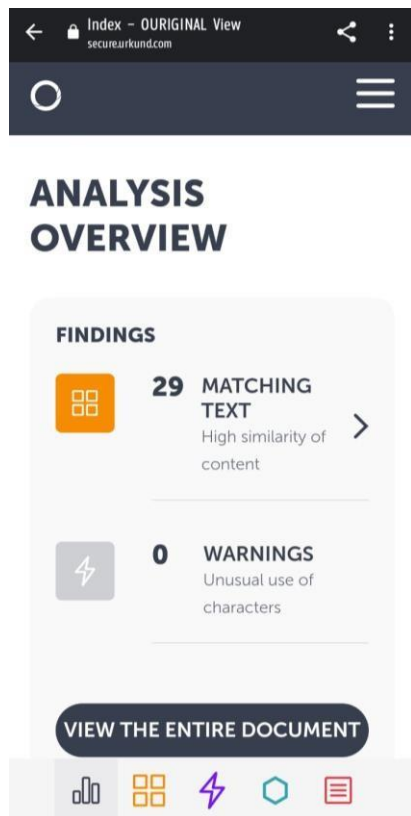 Index – OURIGINAL View
secure.urkund.com
ANALYSIS
OVERVIEW
FINDINGS
29 MATCHING
TEXT
High similarity of
content
0 WARNINGS
Unusual use of
characters
VIEW THE ENTIRE DOCUMENT